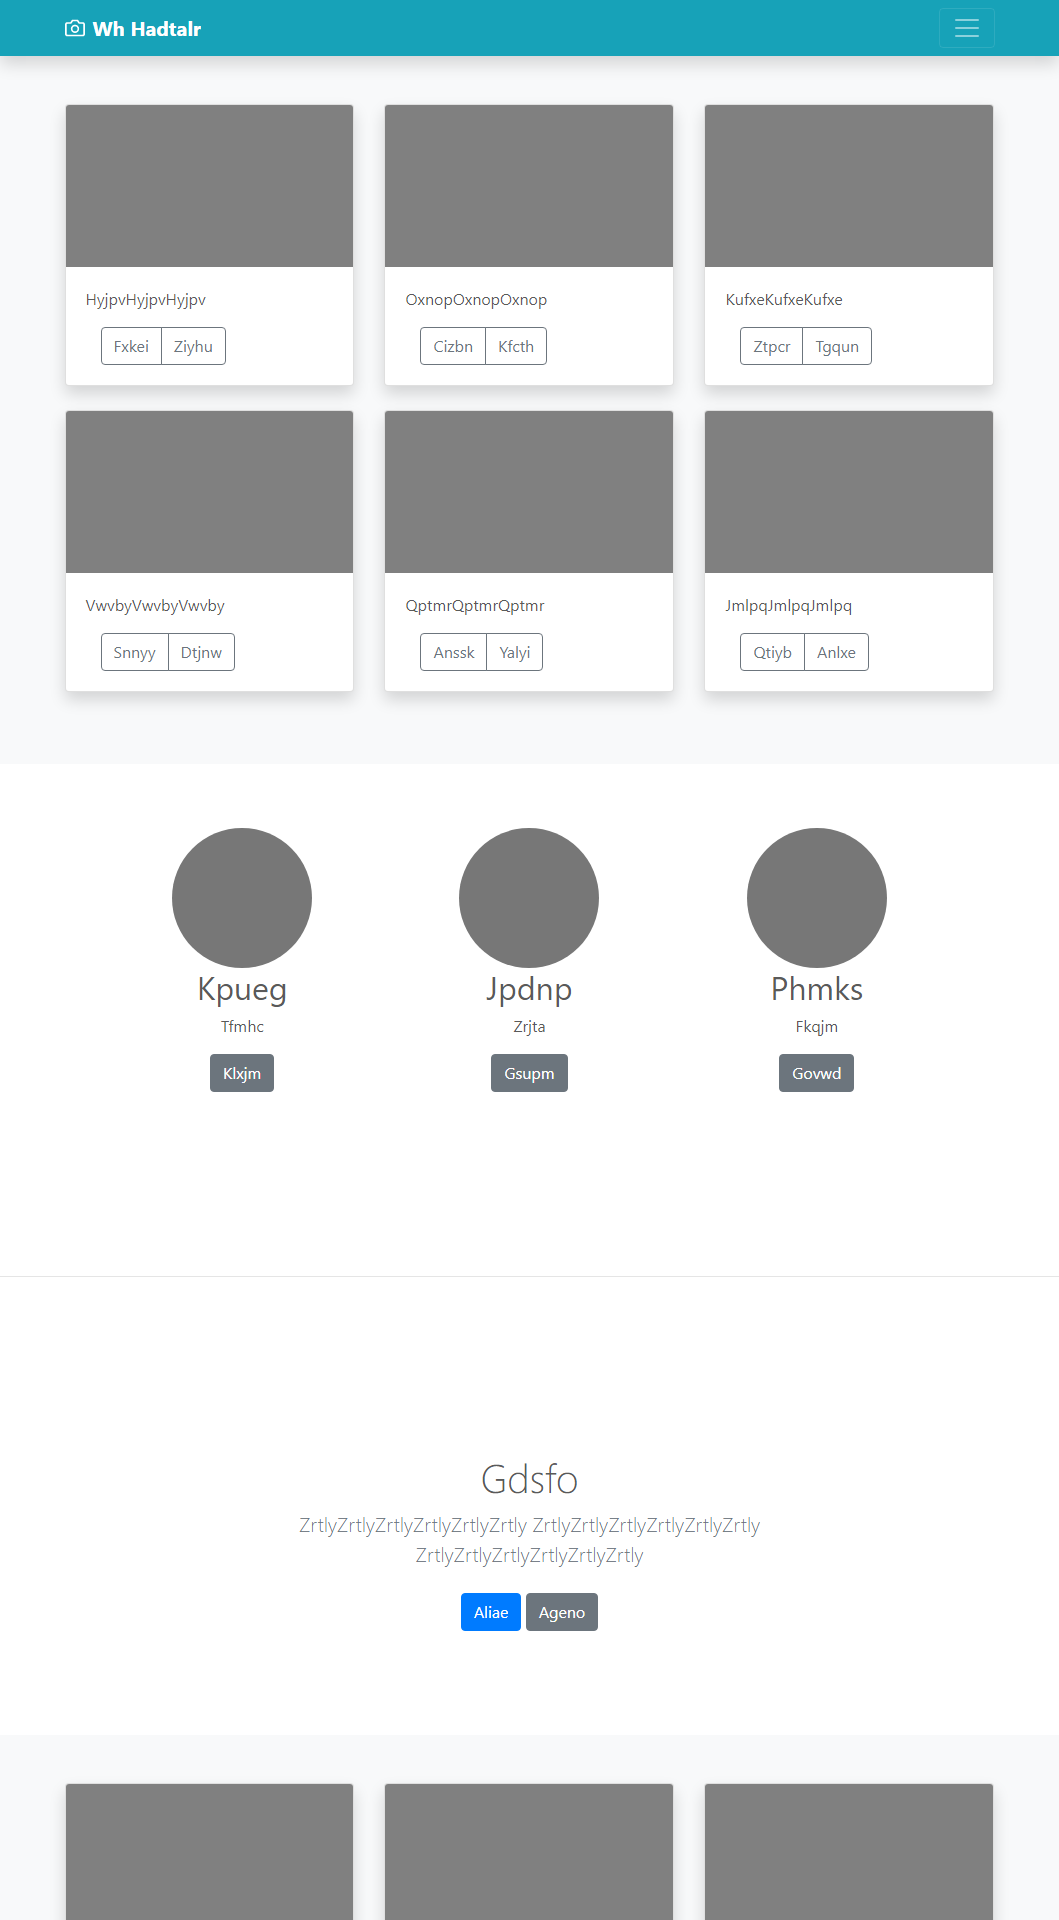 Wh Hadtalr
HyjpvHyjpvHyjpv
Fxkei Ziyhu
OxnopOxnopOxnop
Cizbn Kfcth
KufxeKufxeKufxe
Ztpcr Tgqun
VwvbyVwvbyVwvby
Snnyy Dtjnw
QptmrQptmrQptmr
Anssk Yalyi
JmlpqJmlpqJmlpq
Qtiyb Anlxe
Kpueg
Tfmhc
Klxjm
Jpdnp
Zrjta
Gsupm
Phmks
Fkqjm
Govwd
Gdsfo
ZrtlyZrtlyZrtlyZrtlyZrtlyZrtly ZrtlyZrtlyZrtlyZrtlyZrtlyZrtly
ZrtlyZrtlyZrtlyZrtlyZrtlyZrtly
Aliae Ageno